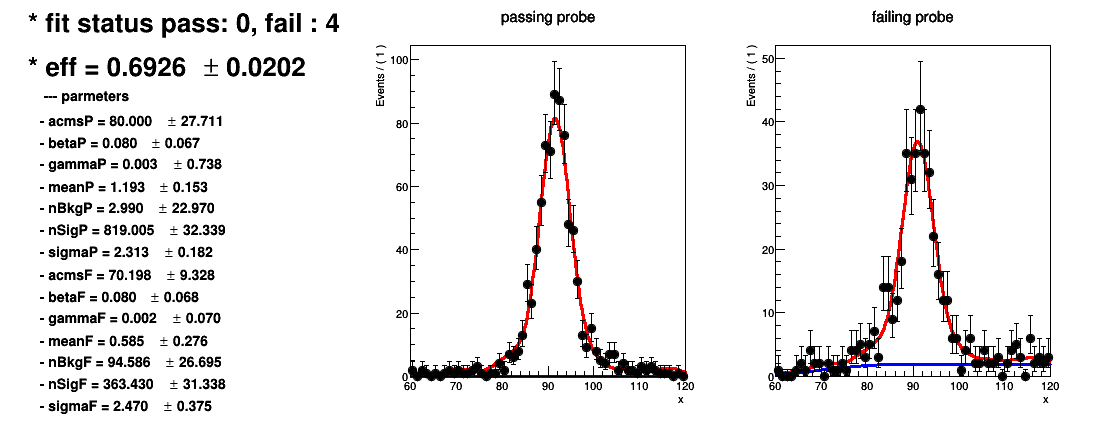 * fit status pass: 0, fail : 4
* eff = 0.6926 ± 0.0202
--- parmeters
- acmsP = 80.000 ± 27.711
- betaP = 0.080 ± 0.067
- gammaP = 0.003 ± 0.738
- meanP = 1.193 ± 0.153
- nBkgP = 2.990 ± 22.970
- nSigP = 819.005 ± 32.339
- sigmaP = 2.313 ± 0.182
- acmsF = 70.198 ± 9.328
- betaF = 0.080 ± 0.068
- gammaF = 0.002 ± 0.070
- meanF = 0.585 ± 0.276
- nBkgF = 94.586 ± 26.695
- nSigF = 363.430 ± 31.338
- sigmaF = 2.470 ± 0.375
passing probe
Events / ( 1 )
100
80
60
40
20
0
60 70 80 90 100 110 120
x
failing probe
Events / ( 1 )
50
40
30
20
10
0
60 70 80 90 100 110 120
x